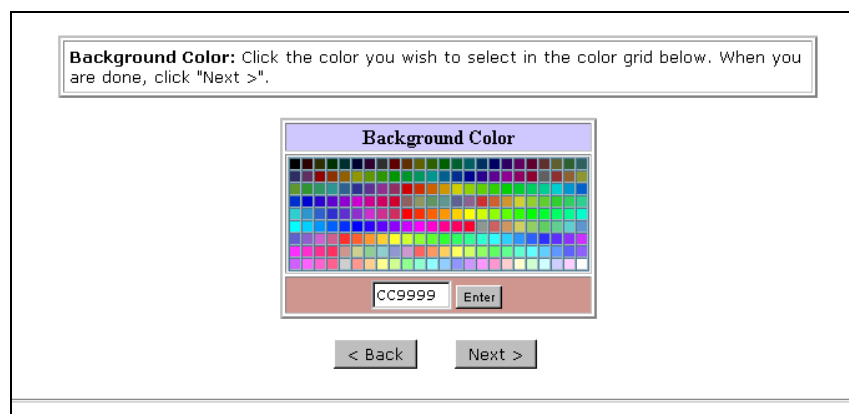 Background Color: Click the color you wish to select in the color grid below. When you
are done, click "Next >".
Background Color
CC9999 Enter
< Back Next >